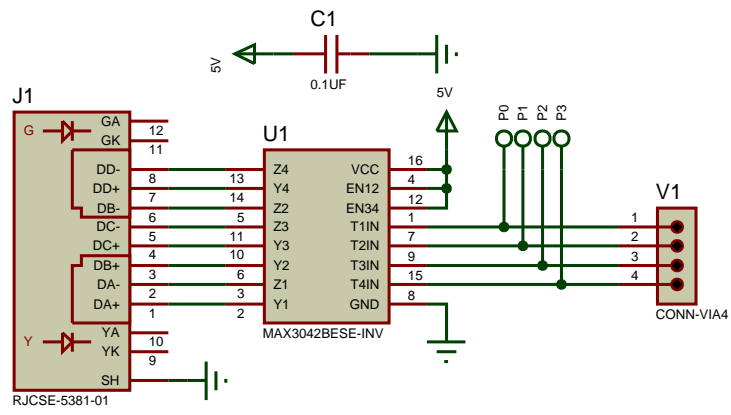 C1
5V
0.1UF
5V
J1
G
GA
12
GK
11
DD-
8
DD+
7
DB-
6
DC-
5
DC+
4
DB+
3
DA-
2
DA+
1
Y
YA
10
YK
9
SH
RJCSE-5381-01
U1
13
Z4
14
Y4
5
Z2
11
Z3
10
Y3
6
Y2
3
Z1
2
Y1
VCC
16
EN12
4
EN34
12
T1IN
1
T2IN
7
T3IN
9
T4IN
15
GND
8
MAX3042BESE-INV
P0
P1
P2
P3
V1
1
2
3
4
CONN-VIA4